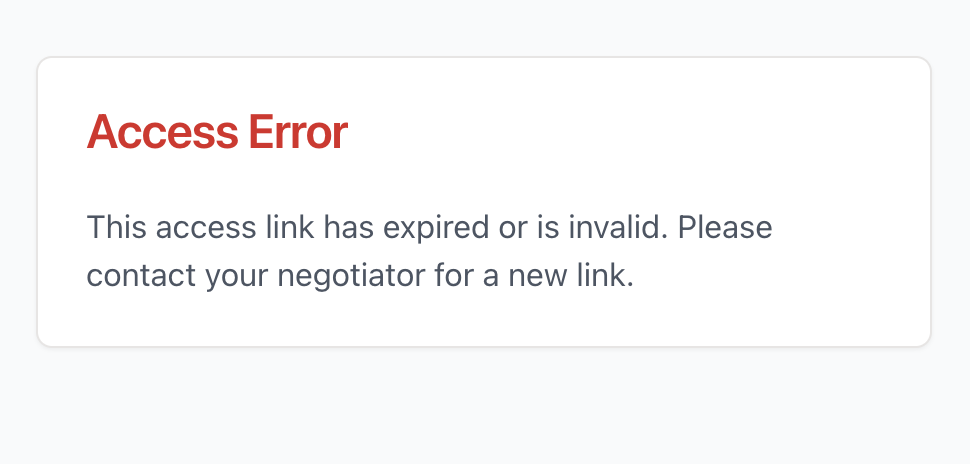 Access Error
This access link has expired or is invalid. Please
contact your negotiator for a new link.